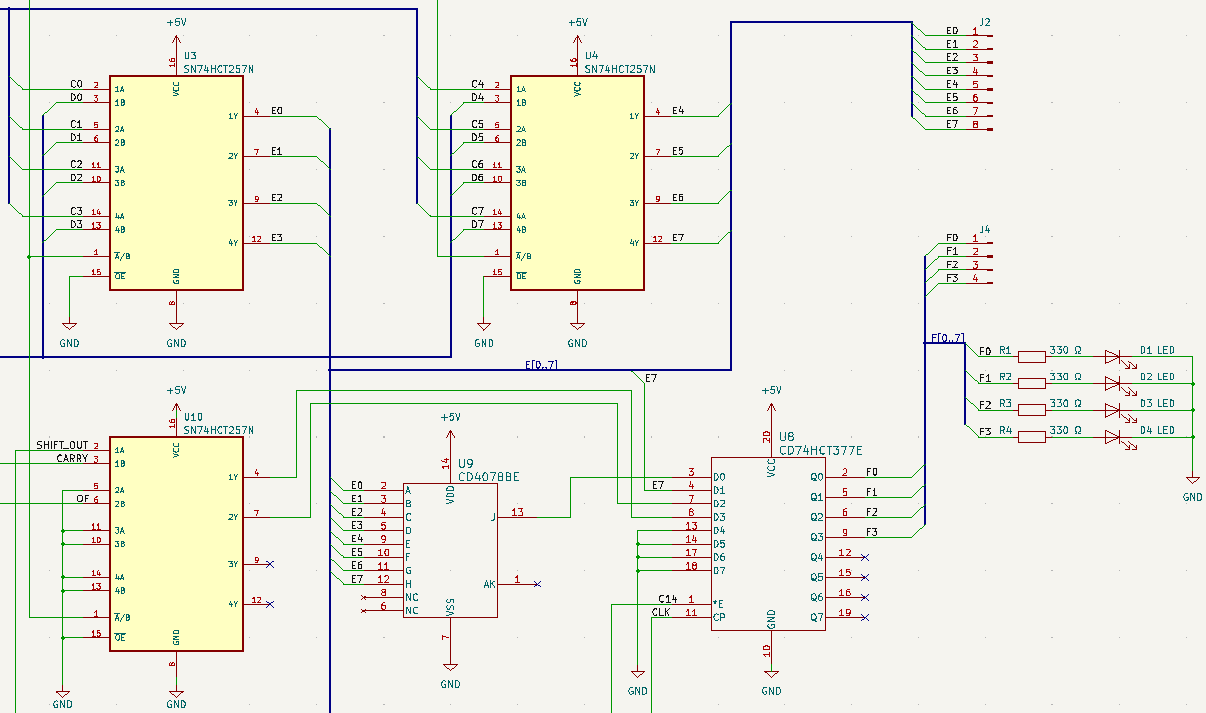 +5V
U3
SN74HCT257N
16
VCC
C0 2 1A
D0 3 1B
C1 5 2A
D1 6 2B
C2 11 3A
D2 10 3B
C3 14 4A
D3 13 4B
1 A/B
15 OE
1Y 4 E0
2Y 7 E1
3Y 9 E2
4Y 12 E3
GND
8
GND
GND
+5V
U4
SN74HCT257N
16
VCC
C4 2 1A
D4 3 1B
C5 5 2A
D5 6 2B
C6 11 3A
D6 10 3B
C7 14 4A
D7 13 4B
1 A/B
15 OE
1Y 4 E4
2Y 7 E5
3Y 9 E6
4Y 12 E7
GND
8
GND
GND
J2
E0 1
E1 2
E2 3
E3 4
E4 5
E5 6
E6 7
E7 8
J4
F0 1
F1 2
F2 3
F3 4
F[0..7]
F0 R1 330 Ω D1 LED
F1 R2 330 Ω D2 LED
F2 R3 330 Ω D3 LED
F3 R4 330 Ω D4 LED
GND
E[0..7]
E7
+5V
U10
SN74HCT257N
16
VCC
SHIFT_OUT 2 1A
CARRY 3 1B
5 2A
OF 6 2B
11 3A
10 3B
14 4A
13 4B
1 A/B
15 OE
1Y 4
2Y 7
3Y 9
4Y 12
GND
8
GND
GND
+5V
U9
CD4078BE
14
VDD
E0 2 A
E1 3 B
E2 4 C
E3 5 D
E4 9 E
E5 10 F
E6 11 G
E7 12 H
8 NC
6 NC
J 13
AK 1
VSS
7
GND
+5V
U8
CD74HCT377E
20
VCC
3 D0
E7 4 D1
7 D2
8 D3
13 D4
14 D5
17 D6
18 D7
C14 1 *E
CLK 11 CP
Q0 2 F0
Q1 5 F1
Q2 6 F2
Q3 9 F3
Q4 12
Q5 15
Q6 16
Q7 19
GND
10
GND
GND